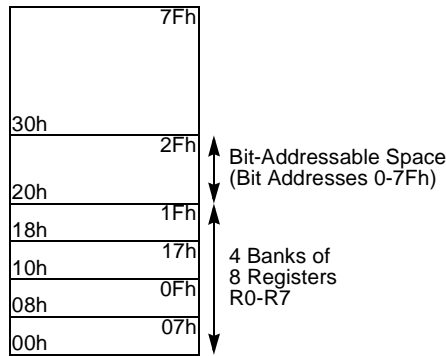 7Fh
30h
2Fh
Bit-Addressable Space
(Bit Addresses 0-7Fh)
20h
1Fh
18h
17h
10h
4 Banks of
8 Registers
R0-R7
0Fh
08h
07h
00h